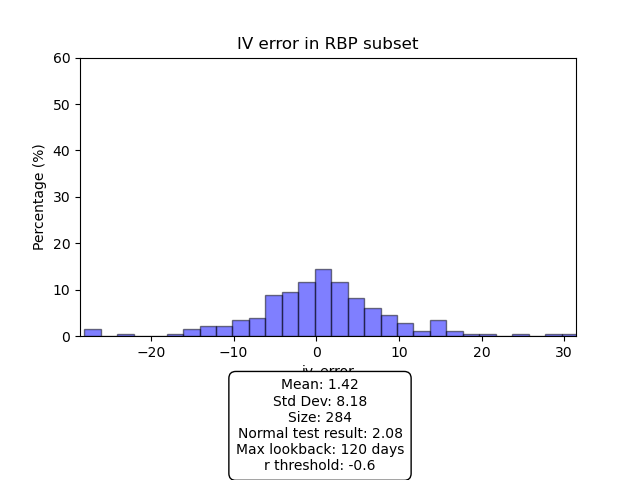 IV error in RBP subset
Percentage (%)
60
50
40
30
20
10
0
−20
−10
0
10
20
30
iv_error
Mean: 1.42
Std Dev: 8.18
Size: 284
Normal test result: 2.08
Max lookback: 120 days
r threshold: -0.6